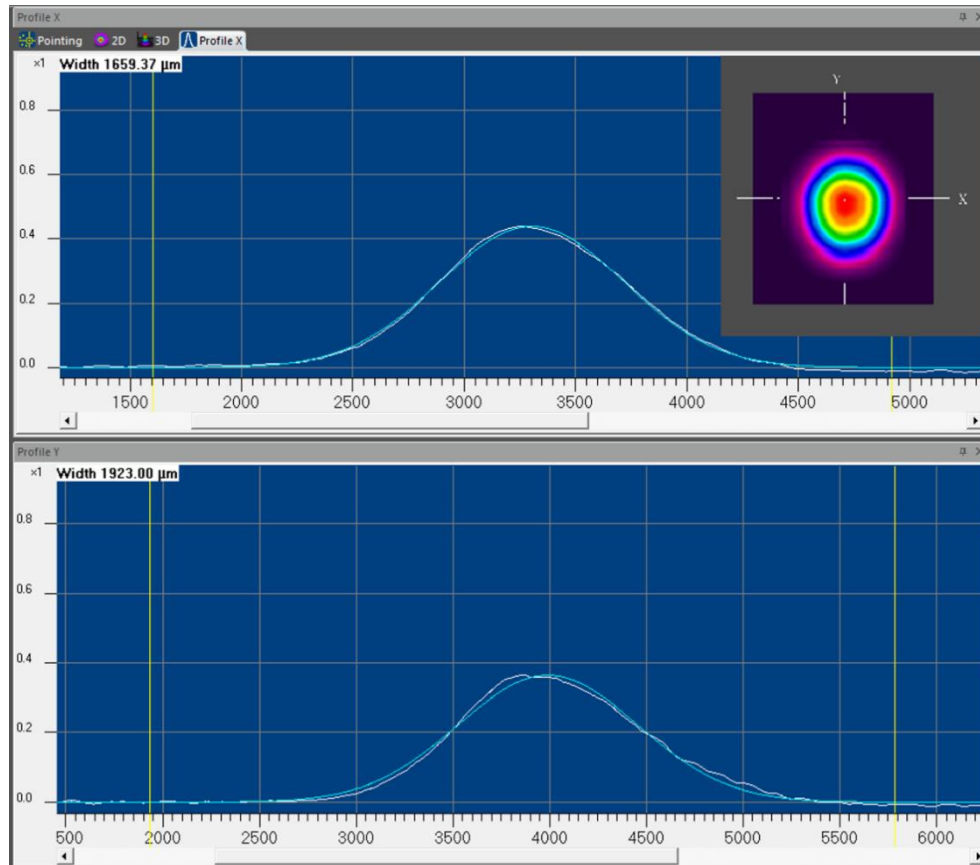 Profile X
Pointing 2D 3D Profile X
×1 Width 1659.37 µm
0.8
0.6
0.4
0.2
0.0
Y
X
1500 2000 2500 3000 3500 4000 4500 5000
Profile Y
×1 Width 1923.00 µm
0.8
0.6
0.4
0.2
0.0
500 2000 2500 3000 3500 4000 4500 5000 5500 6000